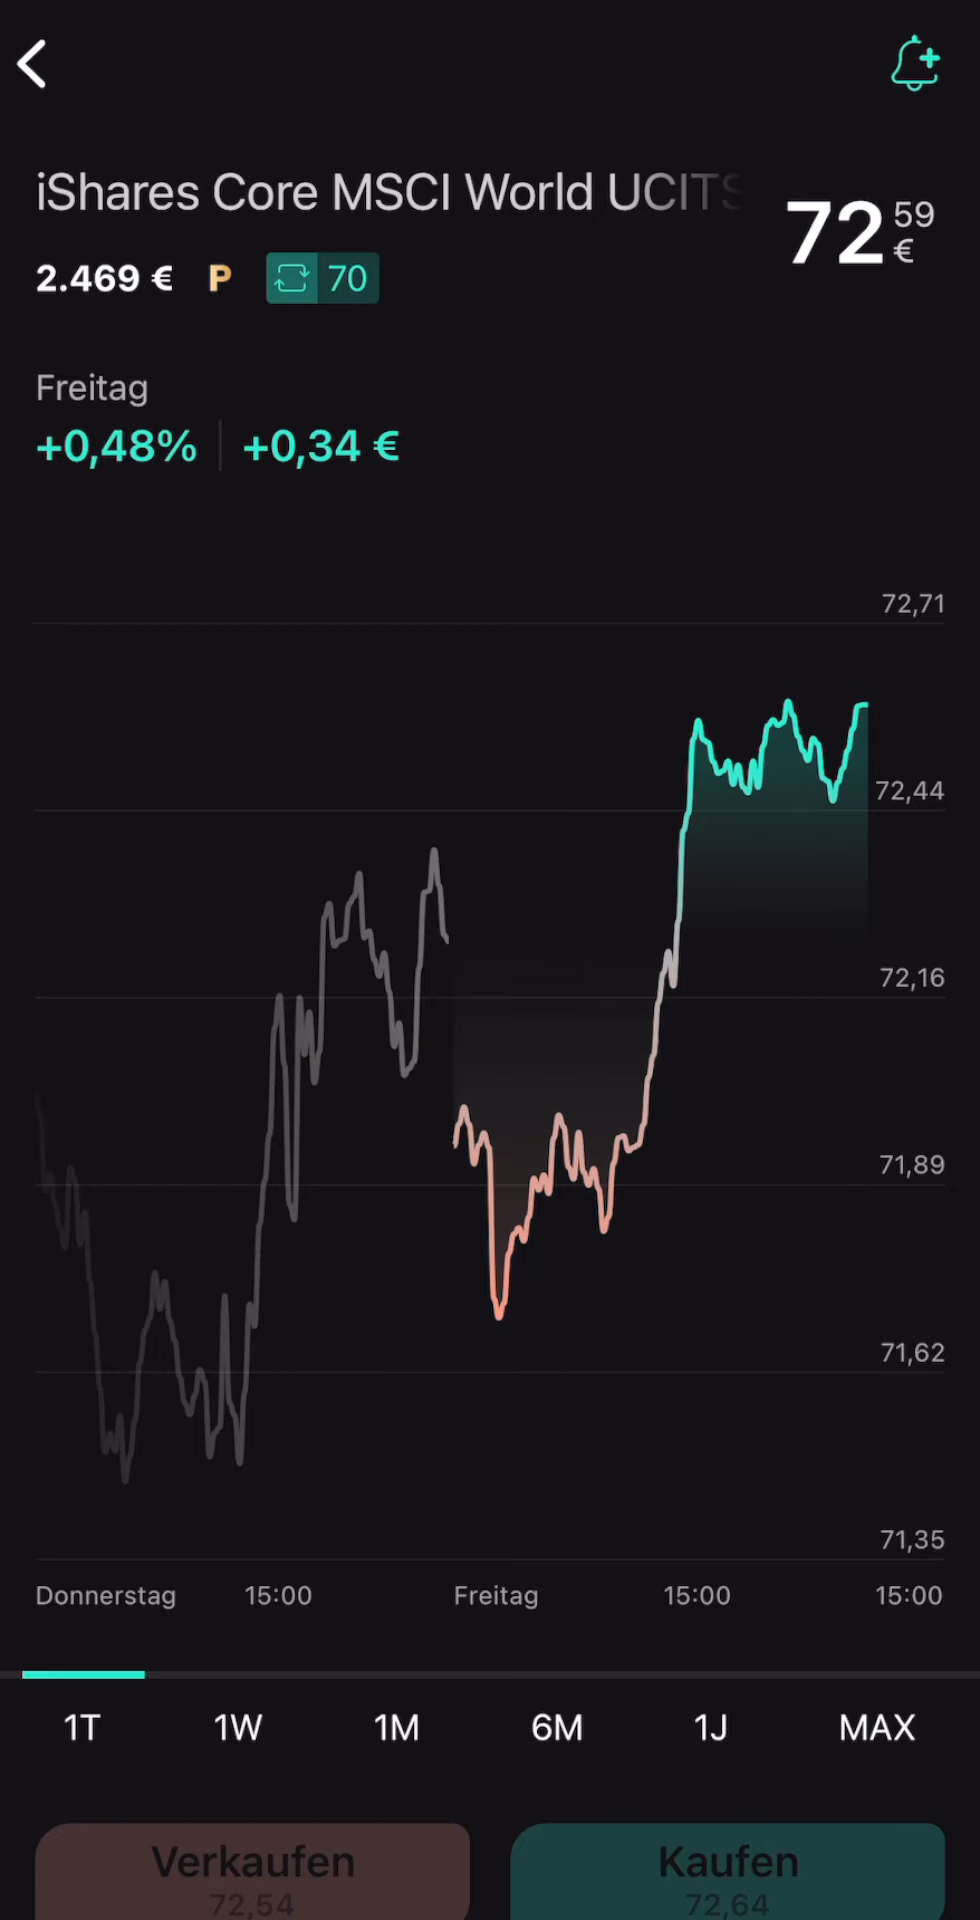 iShares Core MSCI World UCITS
72 59 €
2.469 € P 70
Freitag
+0,48% +0,34 €
72,71
72,44
72,16
71,89
71,62
71,35
Donnerstag 15:00 Freitag 15:00 15:00
1T 1W 1M 6M 1J MAX
Verkaufen Kaufen
72,54 72,64